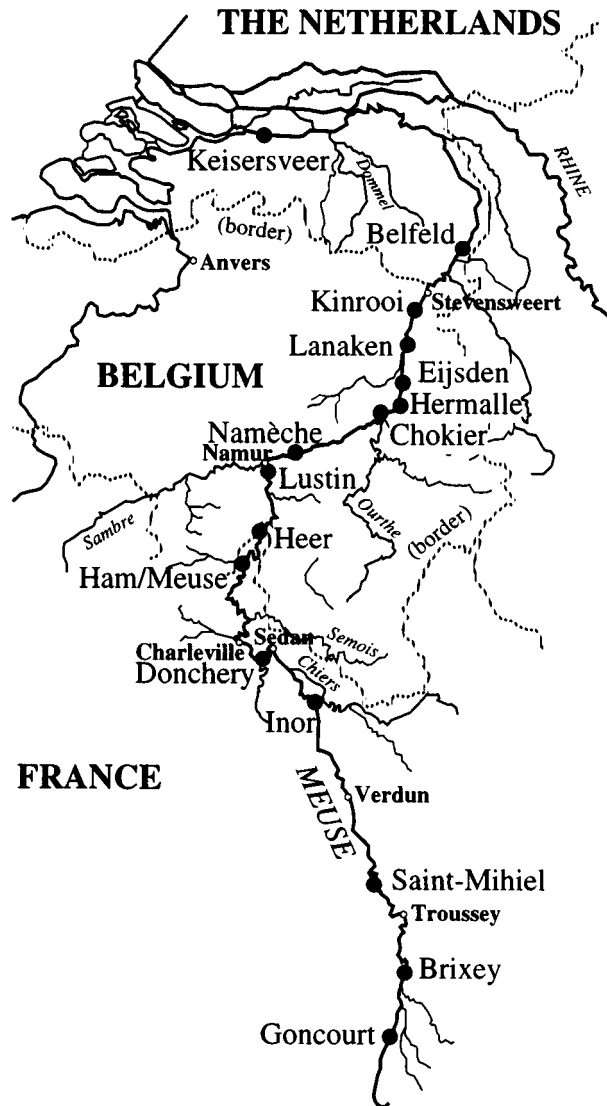 THE NETHERLANDS
Keisersveer
Dommel
RHINE
(border)
Belfeld
Anvers
Stevensweert
Kinrooi
Lanaken
BELGIUM
Eijsden
Hermalle
Chokier
Namèche
Namur
Lustin
Sambre
Ourthe
(border)
Heer
Ham/Meuse
Sedan
Semois
Charleville
Donchery
Chiers
Inor
FRANCE
MEUSE
Verdun
Saint-Mihiel
Troussey
Brixey
Goncourt